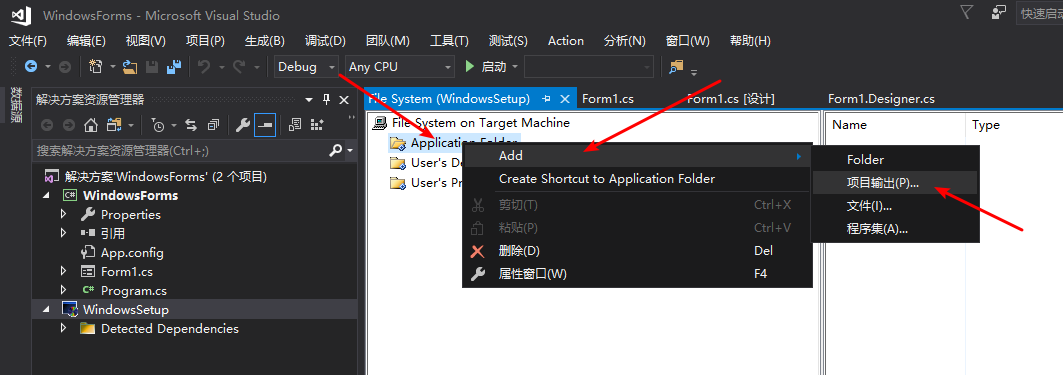 WindowsForms - Microsoft Visual Studio
快速启动
文件(F) 编辑(E) 视图(V) 项目(P) 生成(B) 调试(D) 团队(M) 工具(T) 测试(S) Action 分析(N) 窗口(W) 帮助(H)
Debug Any CPU 启动
数据源
解决方案资源管理器
搜索解决方案资源管理器(Ctrl+;)
解决方案'WindowsForms' (2 个项目)
WindowsForms
Properties
引用
App.config
Form1.cs
Program.cs
WindowsSetup
Detected Dependencies
File System (WindowsSetup) Form1.cs Form1.cs [设计] Form1.Designer.cs
File System on Target Machine
Application Folder
User's De
User's Pr
Name Type
Add
Create Shortcut to Application Folder
剪切(T) Ctrl+X
粘贴(P) Ctrl+V
删除(D) Del
属性窗口(W) F4
Folder
项目输出(P)...
文件(I)...
程序集(A)...